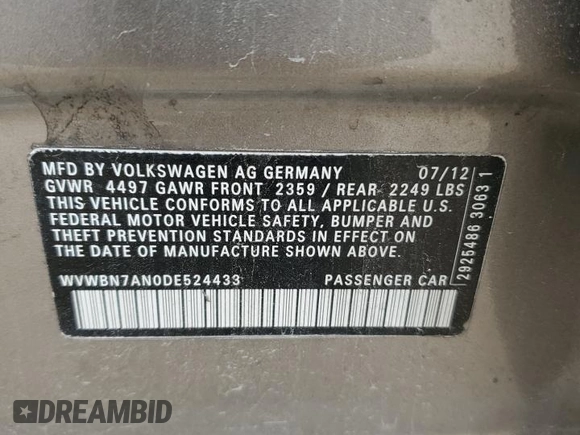 MFD BY VOLKSWAGEN AG GERMANY 07/12
GVWR 4497 GAWR FRONT 2359 / REAR 2249 LBS
THIS VEHICLE CONFORMS TO ALL APPLICABLE U.S.
FEDERAL MOTOR VEHICLE SAFETY, BUMPER AND
THEFT PREVENTION STANDARDS IN EFFECT ON THE
DATE OF MANUFACTURE SHOWN ABOVE.
WVWBN7AN0DE524433 PASSENGER CAR
2925486 3063 1
DREAMBID